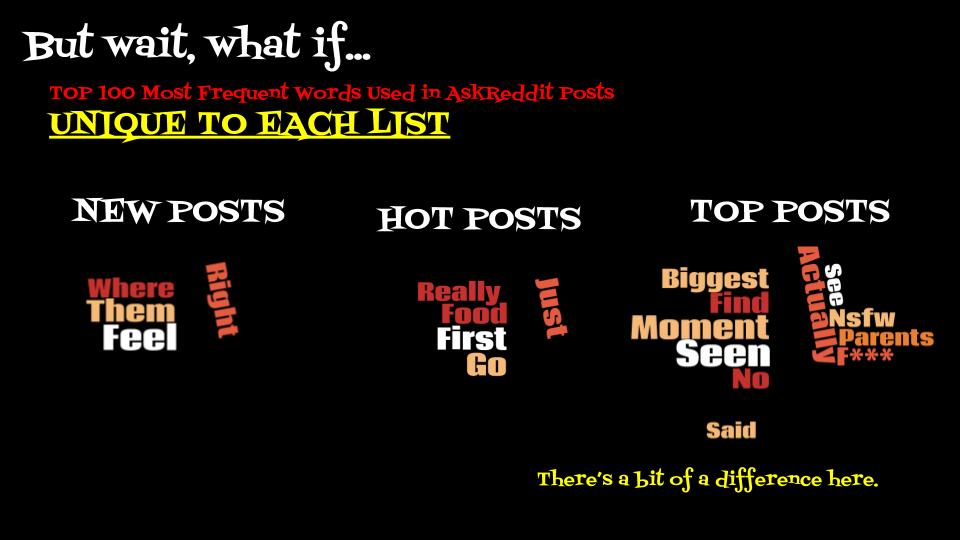 But wait, what if...
TOP 100 Most Frequent Words Used in AskReddit Posts
UNIQUE TO EACH LIST
NEW POSTS
Where
Them
Feel
Right
HOT POSTS
Really
Food
First
Go
Just
TOP POSTS
Biggest
Find
Moment
Seen
No
Said
Actually
See
Nsfw
Parents
F***
There's a bit of a difference here.